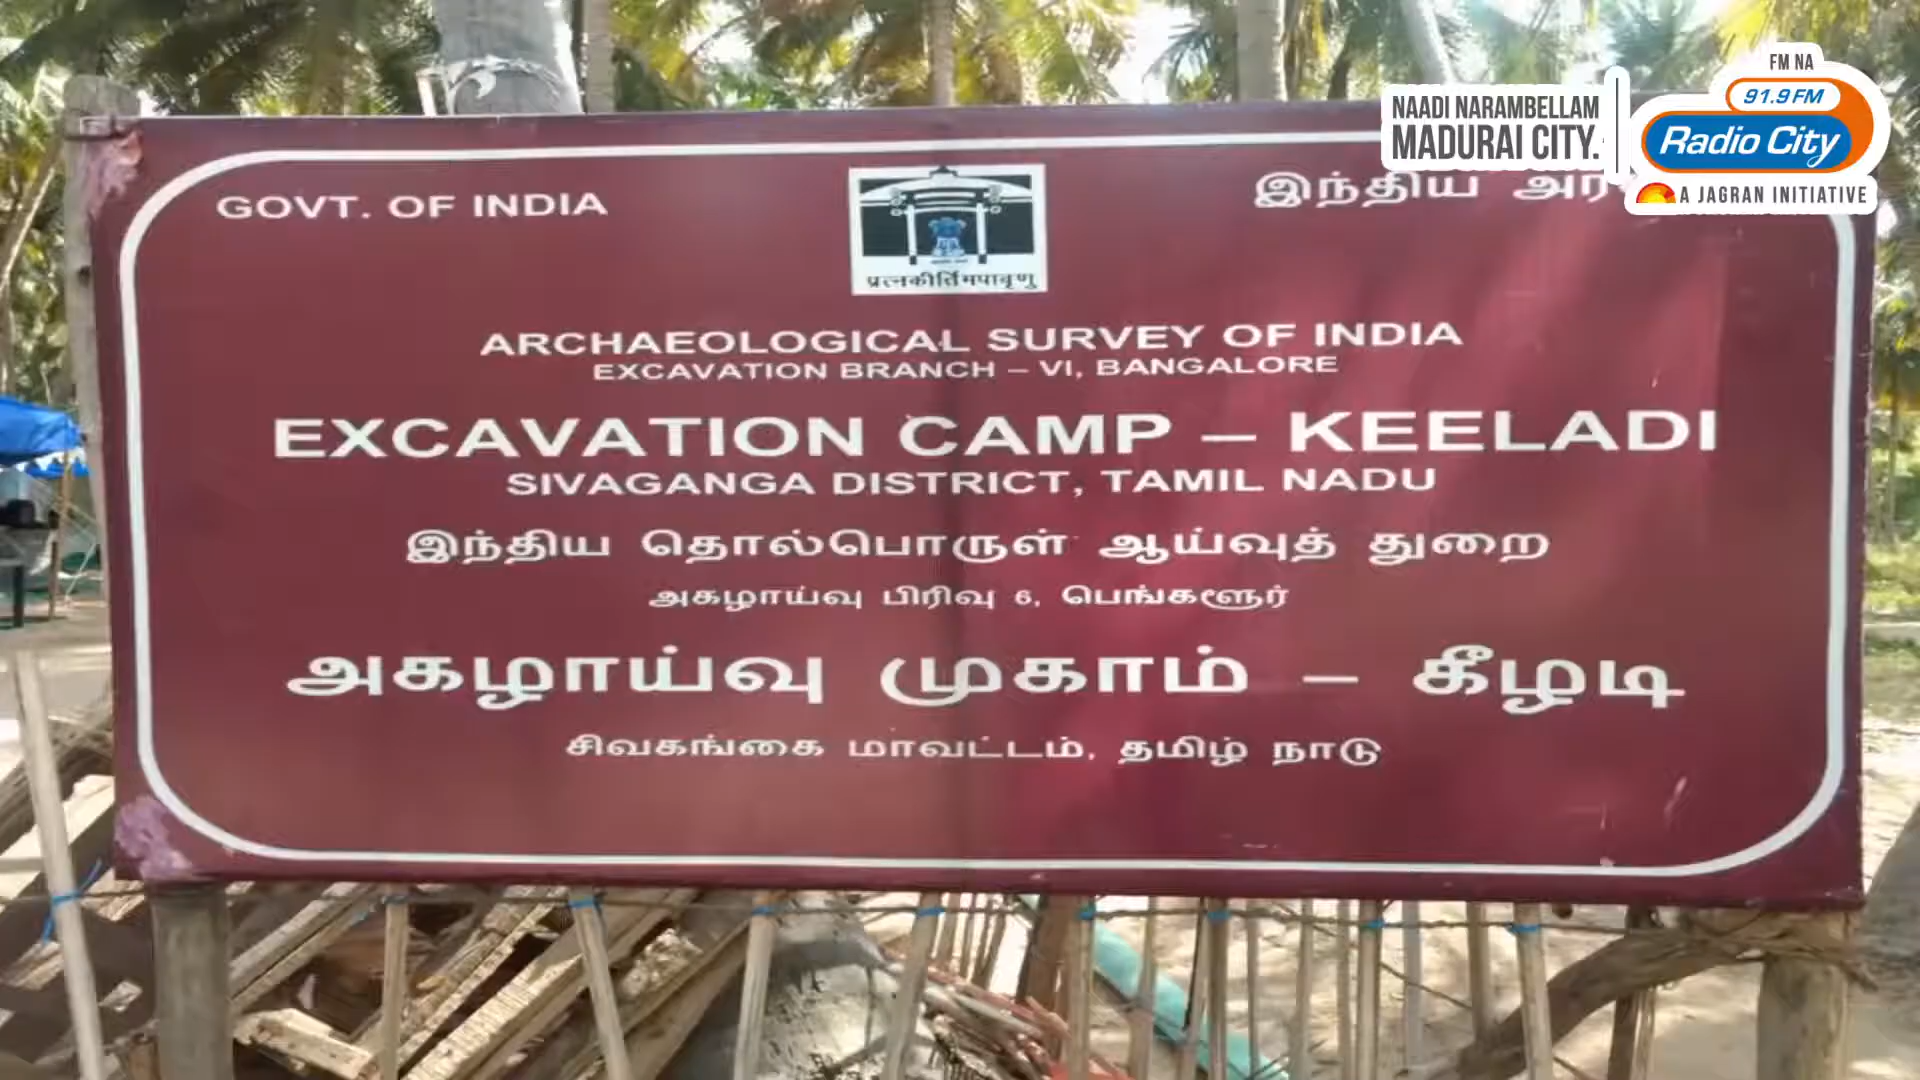 FM NA
91.9 FM
Radio City
A JAGRAN INITIATIVE
NAADI NARAMBELLAM
MADURAI CITY.
GOVT. OF INDIA
இந்திய
प्रत्नकीर्तिमपावृणु
ARCHAEOLOGICAL SURVEY OF INDIA
EXCAVATION BRANCH – VI, BANGALORE
EXCAVATION CAMP – KEELADI
SIVAGANGA DISTRICT, TAMIL NADU
இந்திய தொல்பொருள் ஆய்வுத் துறை
அகழாய்வு பிரிவு 6, பெங்களூர்
அகழாய்வு முகாம் – கீழடி
சிவகங்கை மாவட்டம், தமிழ் நாடு